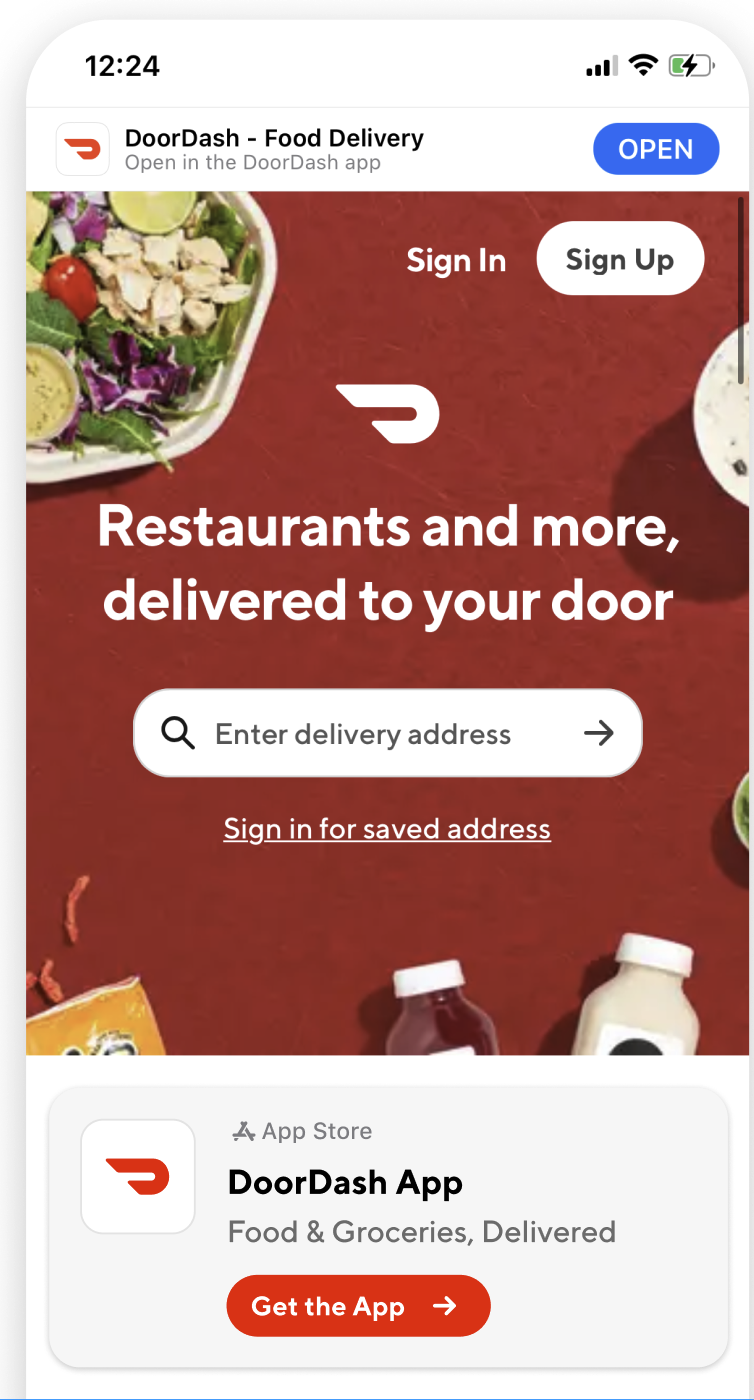 12:24
DoorDash - Food Delivery
Open in the DoorDash app
OPEN
Sign In
Sign Up
Restaurants and more,
delivered to your door
Enter delivery address
Sign in for saved address
App Store
DoorDash App
Food & Groceries, Delivered
Get the App